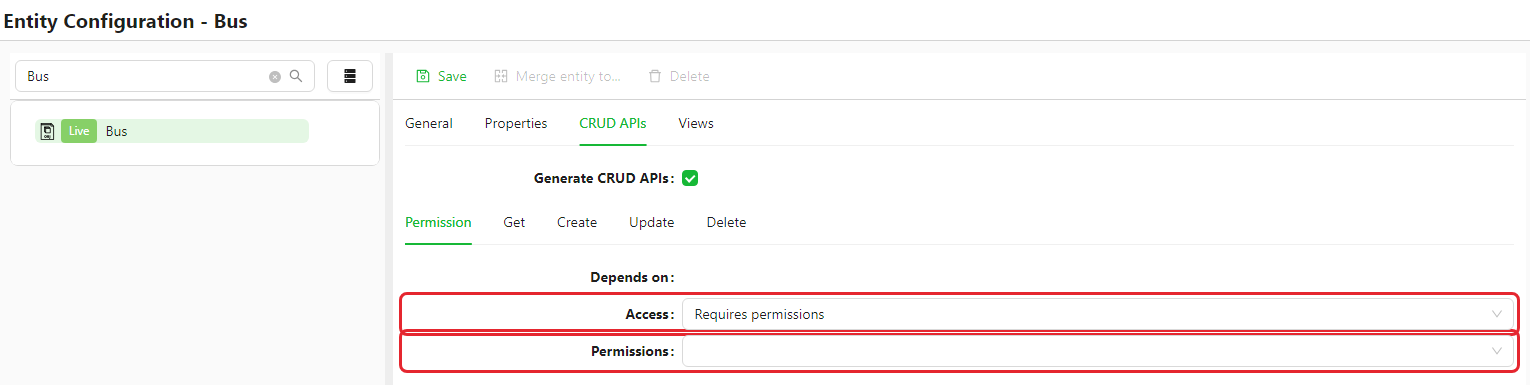 Entity Configuration - Bus
Bus
Live Bus
Save Merge entity to... Delete
General Properties CRUD APIs Views
Generate CRUD APIs:
Permission Get Create Update Delete
Depends on:
Access: Requires permissions
Permissions: